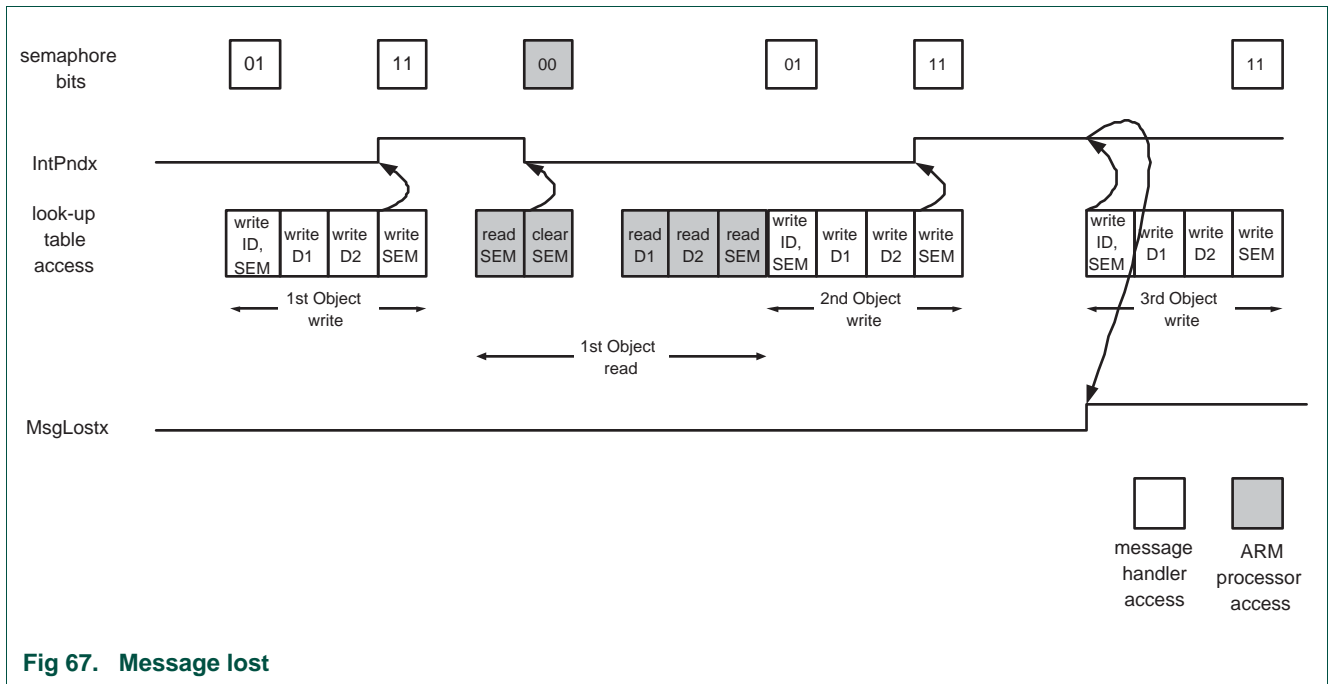 semaphore
bits
01
11
00
01
11
11
IntPndx
look-up
table
access
write
ID,
SEM
write
D1
write
D2
write
SEM
read
SEM
clear
SEM
read
D1
read
D2
read
SEM
write
ID,
SEM
write
D1
write
D2
write
SEM
write
ID,
SEM
write
D1
write
D2
write
SEM
1st Object
write
2nd Object
write
3rd Object
write
1st Object
read
MsgLostx
message
handler
access
ARM
processor
access
Fig 67. Message lost